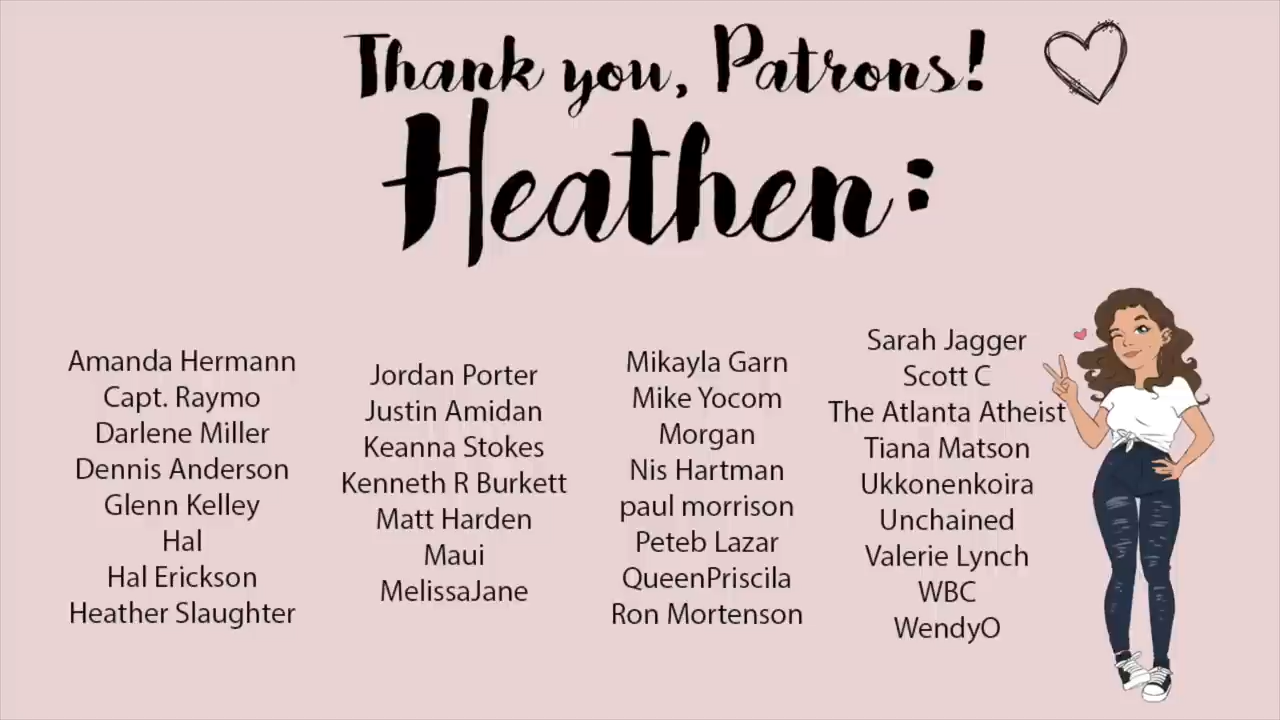 Thank you, Patrons!
Heathen:
Amanda Hermann
Capt. Raymo
Darlene Miller
Dennis Anderson
Glenn Kelley
Hal
Hal Erickson
Heather Slaughter
Jordan Porter
Justin Amidan
Keanna Stokes
Kenneth R Burkett
Matt Harden
Maui
MelissaJane
Mikayla Garn
Mike Yocom
Morgan
Nis Hartman
paul morrison
Peteb Lazar
QueenPriscila
Ron Mortenson
Sarah Jagger
Scott C
The Atlanta Atheist
Tiana Matson
Ukkonenkoira
Unchained
Valerie Lynch
WBC
WendyO